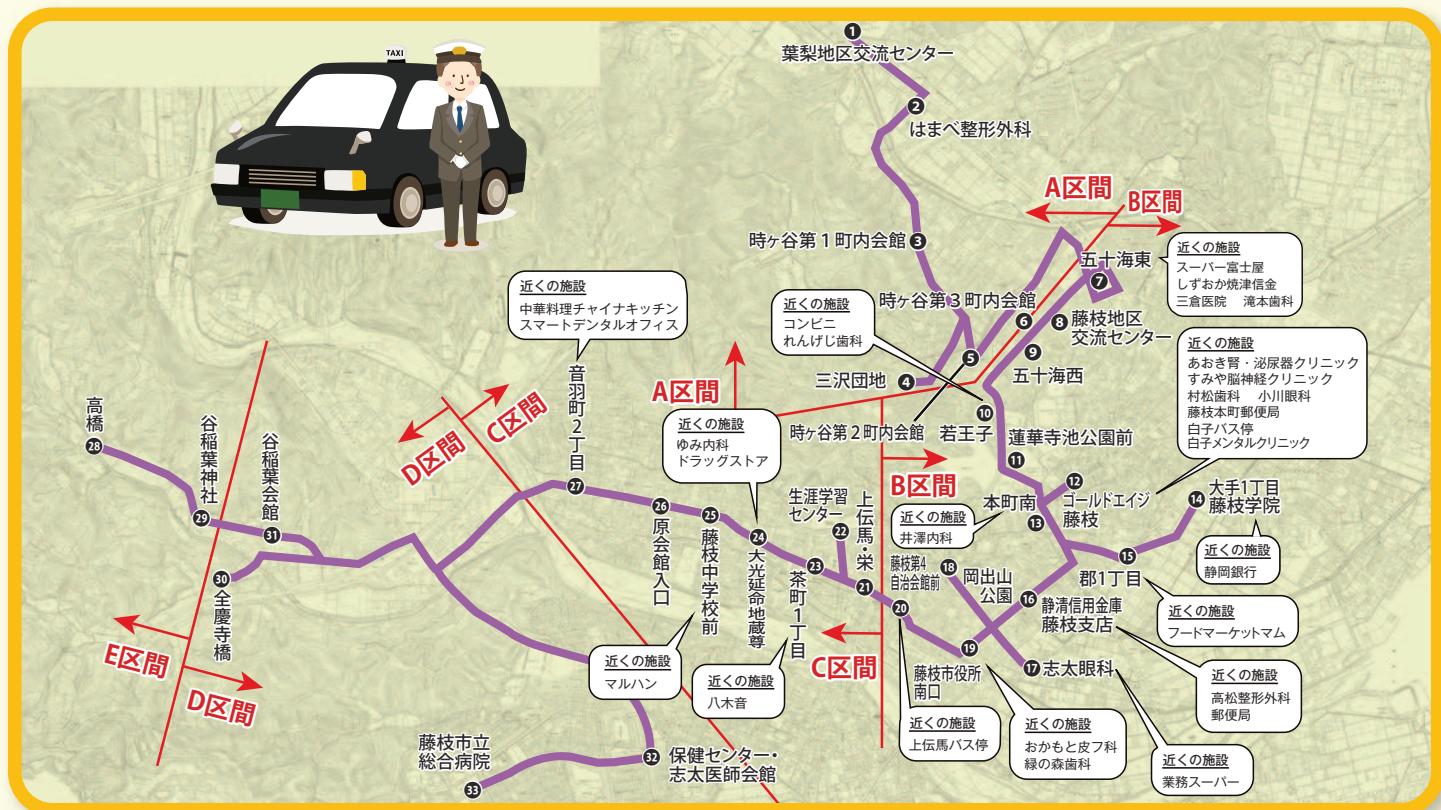 TAXI
1
葉梨地区交流センター
2
はまべ整形外科
時ヶ谷第1町内会館
3
A区間
B区間
五十海東
7
近くの施設
スーパー富士屋
しずおか焼津信金
三倉医院 滝本歯科
時ヶ谷第3町内会館
6
8
藤枝地区
交流センター
9
五十海西
5
三沢団地
4
時ヶ谷第2町内会館
近くの施設
コンビニ
れんげじ歯科
10
若王子
蓮華寺池公園前
11
近くの施設
あおき腎・泌尿器クリニック
すみや脳神経クリニック
村松歯科 小川眼科
藤枝本町郵便局
白子バス停
白子メンタルクリニック
12
ゴールドエイジ
藤枝
本町南
13
近くの施設
井澤内科
大手1丁目
14
藤枝学院
近くの施設
静岡銀行
15
郡1丁目
近くの施設
フードマーケットマム
16
静清信用金庫
藤枝支店
近くの施設
高松整形外科
郵便局
岡出山
公園
18
17
志太眼科
近くの施設
業務スーパー
19
藤枝市役所
南口
近くの施設
おかもと皮フ科
緑の森歯科
藤枝第4
自治会館前
20
近くの施設
上伝馬バス停
A区間
B区間
C区間
上伝馬・栄
21
生涯学習
センター
22
23
茶町1丁目
近くの施設
八木音
近くの施設
ゆみ内科
ドラッグストア
24
大光延命地蔵尊
25
藤枝中学校前
近くの施設
マルハン
26
原会館入口
近くの施設
中華料理チャイナキッチン
スマートデンタルオフィス
音羽町2丁目
27
C区間
D区間
高橋
28
谷稲葉神社
29
谷稲葉会館
31
30
全慶寺橋
E区間
D区間
32
保健センター・
志太医師会館
藤枝市立
総合病院
33